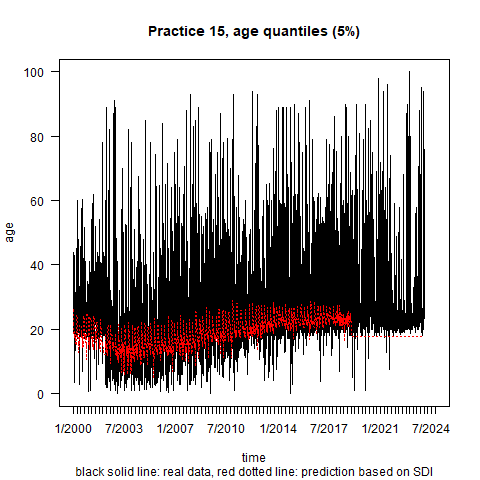 Practice 15, age quantiles (5%)
age
100
80
60
40
20
0
1/2000 7/2003 1/2007 7/2010 1/2014 7/2017 1/2021 7/2024
time
black solid line: real data, red dotted line: prediction based on SDI